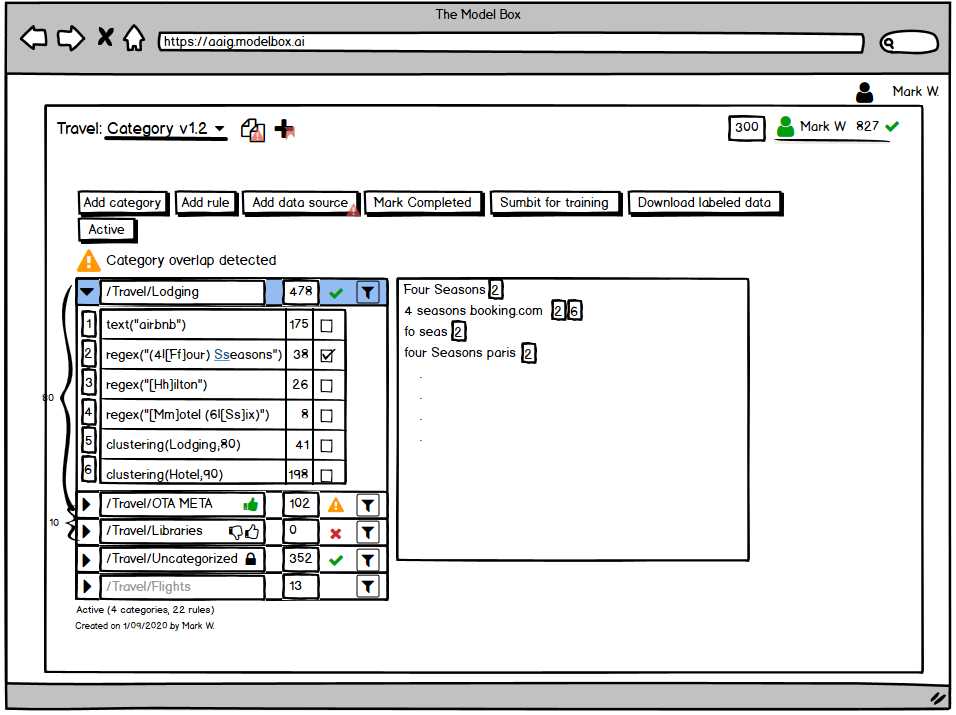 The Model Box
https://aaig.modelbox.ai
Mark W.
Travel: Category v1.2
300 Mark W 827
Add category Add rule Add data source Mark Completed Sumbit for training Download labeled data
Active
Category overlap detected
/Travel/Lodging 478
1 text("airbnb") 175
2 regex("(4|[Ff]our) Sseasons") 38
3 regex("[Hh]ilton") 26
4 regex("[Mm]otel (6|[Ss]ix)") 8
5 clustering(Lodging,80) 41
6 clustering(Hotel,90) 198
80
/Travel/OTA META 102
10
/Travel/Libraries 0
/Travel/Uncategorized 352
/Travel/Flights 13
Four Seasons 2
4 seasons booking.com 2 6
fo seas 2
four Seasons paris 2
.
.
.
.
Active (4 categories, 22 rules)
Created on 1/09/2020 by Mark W.